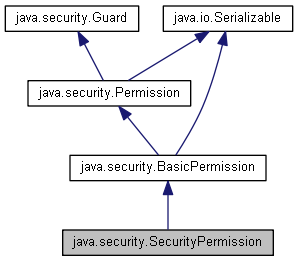 java.security.Guard
java.io.Serializable
java.security.Permission
java.security.BasicPermission
java.security.SecurityPermission